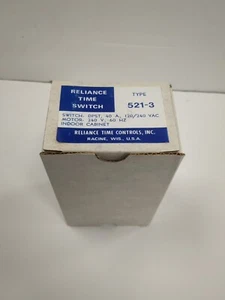 RELIANCE
TIME
SWITCH
TYPE
521-3
SWITCH: DPST, 40 A, 120/240 VAC
MOTOR: 240 V. 60 HZ
INDOOR CABINET
RELIANCE TIME CONTROLS, INC.
RACINE, WIS., U.S.A.